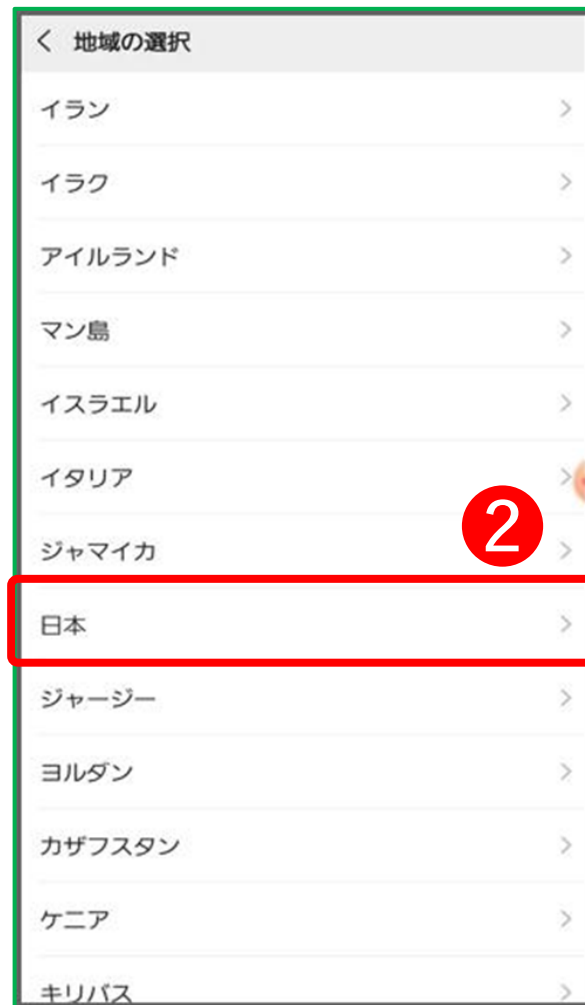 地域の選択
イラン
イラク
アイルランド
マン島
イスラエル
イタリア
2
ジャマイカ
日本
ジャージー
ヨルダン
カザフスタン
ケニア
キリバス